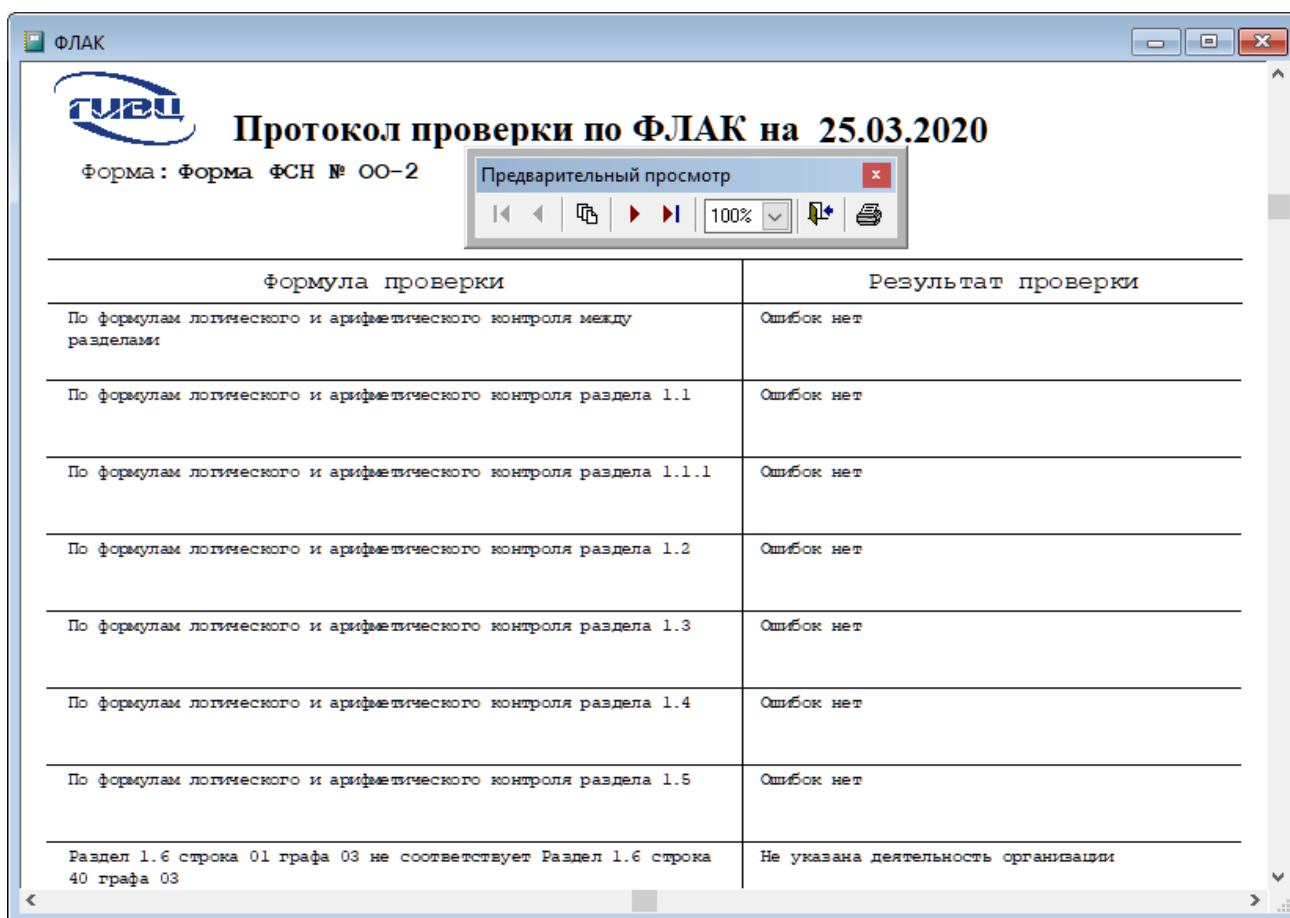 ФЛАК
ГИВЦ
Протокол проверки по ФЛАК на 25.03.2020
Форма: Форма ФСН № ОО-2
Предварительный просмотр
100%
Формула проверки
Результат проверки
По формулам логического и арифметического контроля между
разделами
Ошибок нет
По формулам логического и арифметического контроля раздела 1.1
Ошибок нет
По формулам логического и арифметического контроля раздела 1.1.1
Ошибок нет
По формулам логического и арифметического контроля раздела 1.2
Ошибок нет
По формулам логического и арифметического контроля раздела 1.3
Ошибок нет
По формулам логического и арифметического контроля раздела 1.4
Ошибок нет
По формулам логического и арифметического контроля раздела 1.5
Ошибок нет
Раздел 1.6 строка 01 графа 03 не соответствует Раздел 1.6 строка
40 графа 03
Не указана деятельность организации